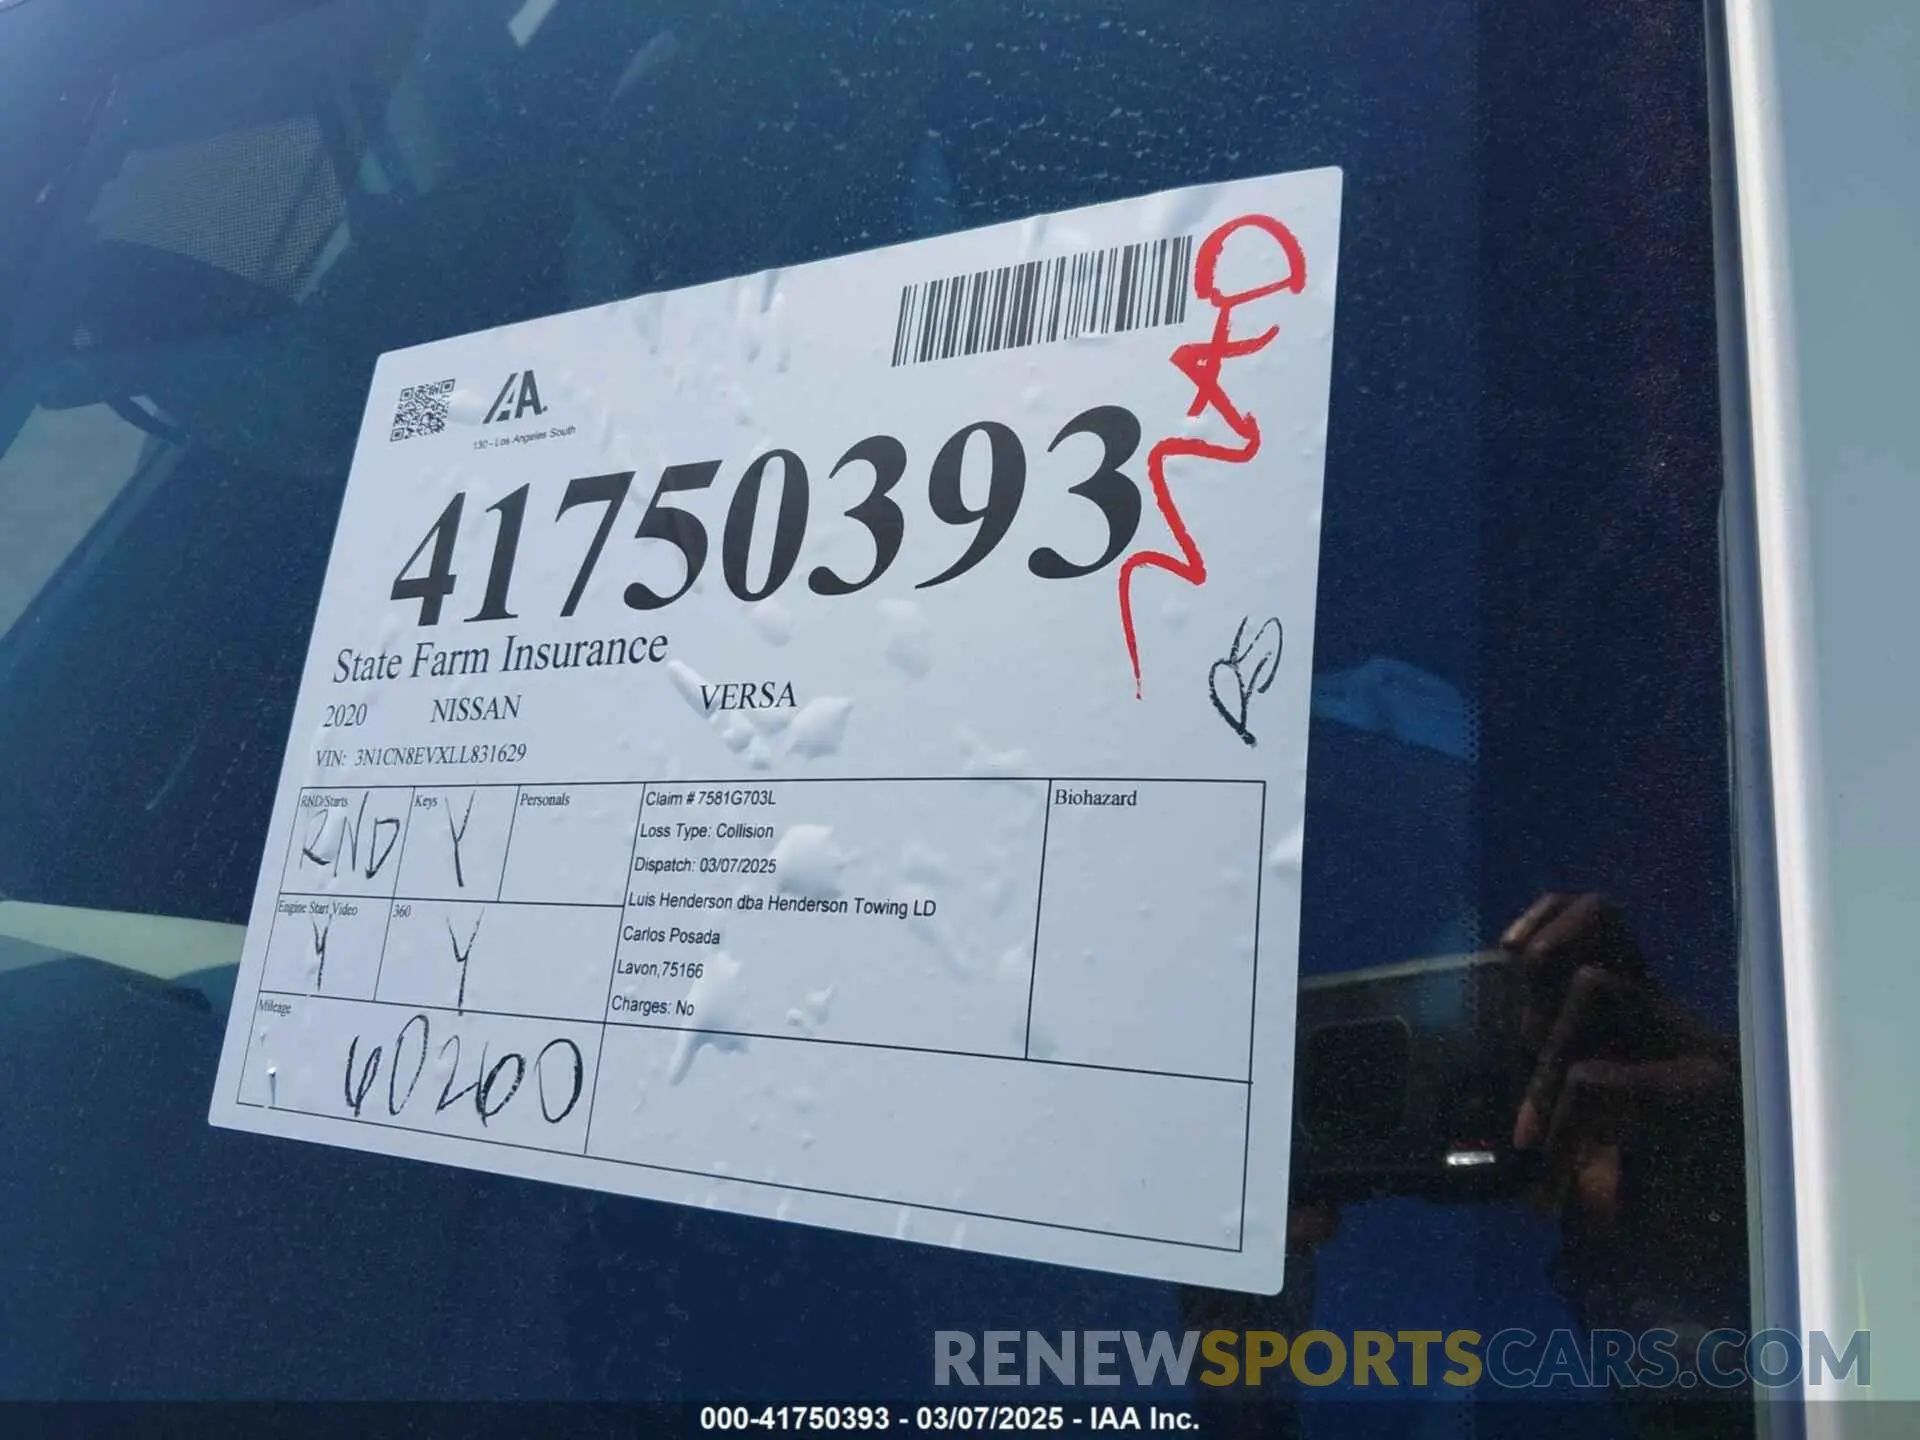 IAA.
130 - Los Angeles South
41750393
State Farm Insurance
2020 NISSAN VERSA
VIN: 3N1CN8EVXLL831629
RND/Starts Keys Personals
RND Y
Claim # 7581G703L
Loss Type: Collision
Dispatch: 03/07/2025
Luis Henderson dba Henderson Towing LD
Carlos Posada
Lavon,75166
Charges: No
Biohazard
Engine Start Video 360
Y Y
Mileage
60260
RENEWSPORTSCARS.COM
000-41750393 - 03/07/2025 - IAA Inc.